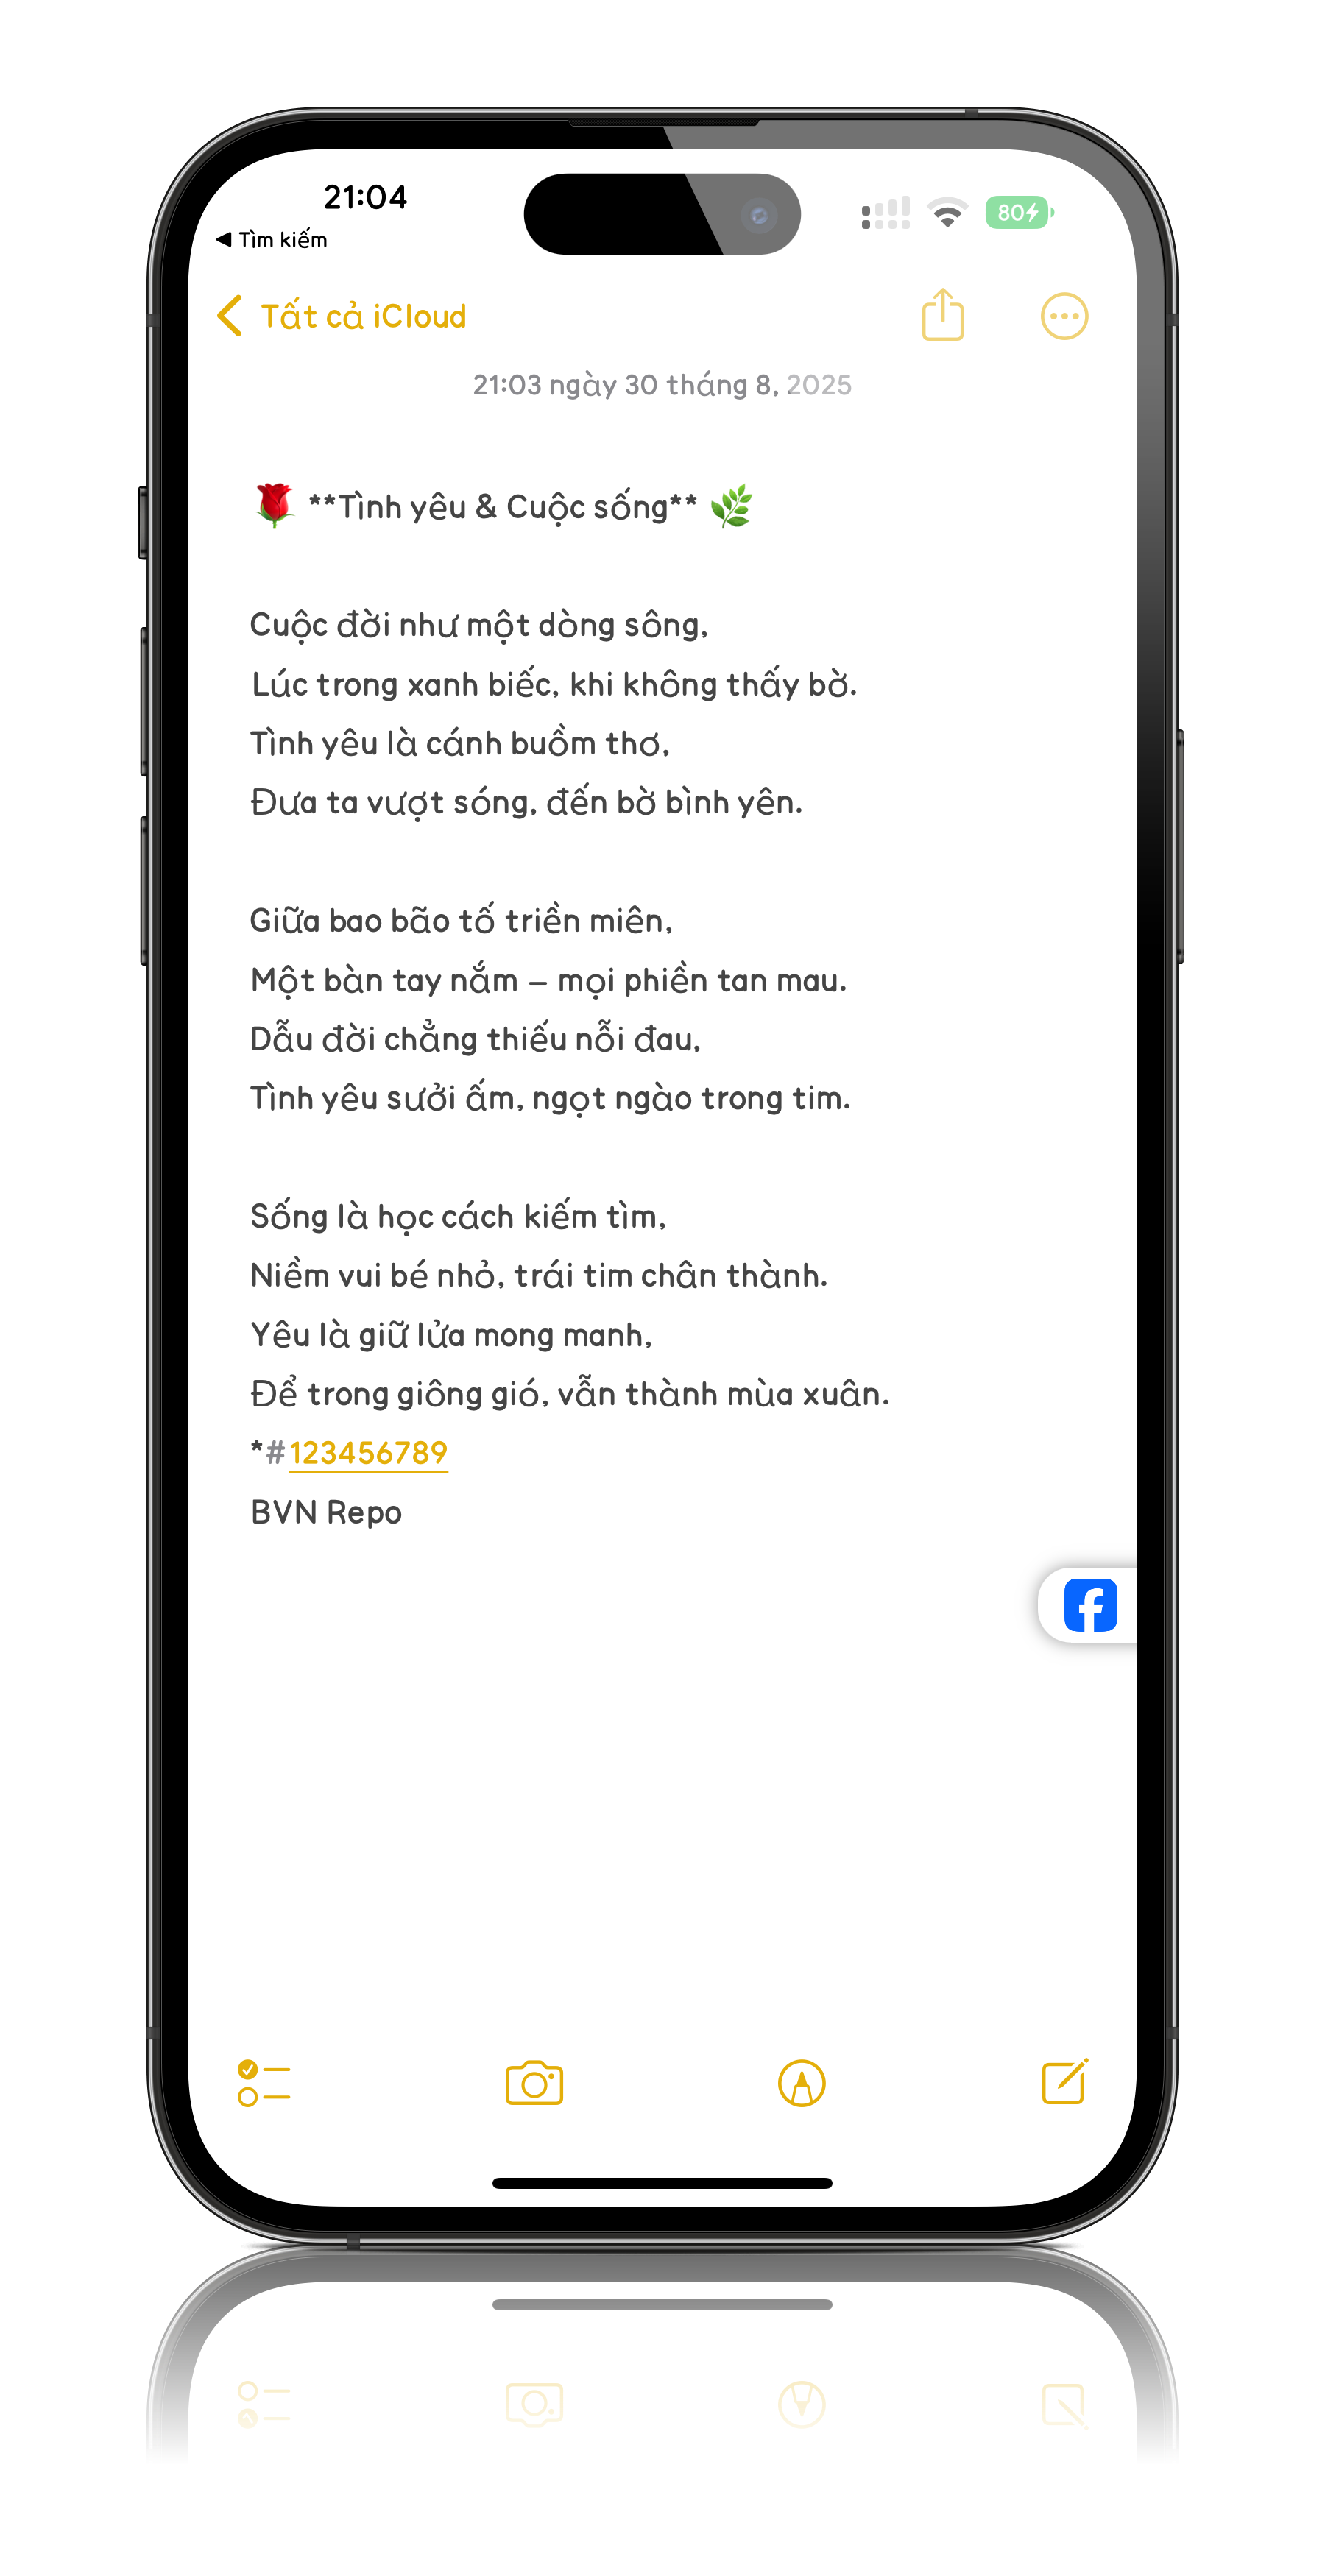 21:04
◀ Tìm kiếm
80
Tất cả iCloud
21:03 ngày 30 tháng 8, 2025
🌹 **Tình yêu & Cuộc sống** 🌿
Cuộc đời như một dòng sông,
Lúc trong xanh biếc, khi không thấy bờ.
Tình yêu là cánh buồm thơ,
Đưa ta vượt sóng, đến bờ bình yên.
Giữa bao bão tố triền miên,
Một bàn tay nắm – mọi phiền tan mau.
Dẫu đời chẳng thiếu nỗi đau,
Tình yêu sưởi ấm, ngọt ngào trong tim.
Sống là học cách kiếm tìm,
Niềm vui bé nhỏ, trái tim chân thành.
Yêu là giữ lửa mong manh,
Để trong giông gió, vẫn thành mùa xuân.
*#123456789
BVN Repo